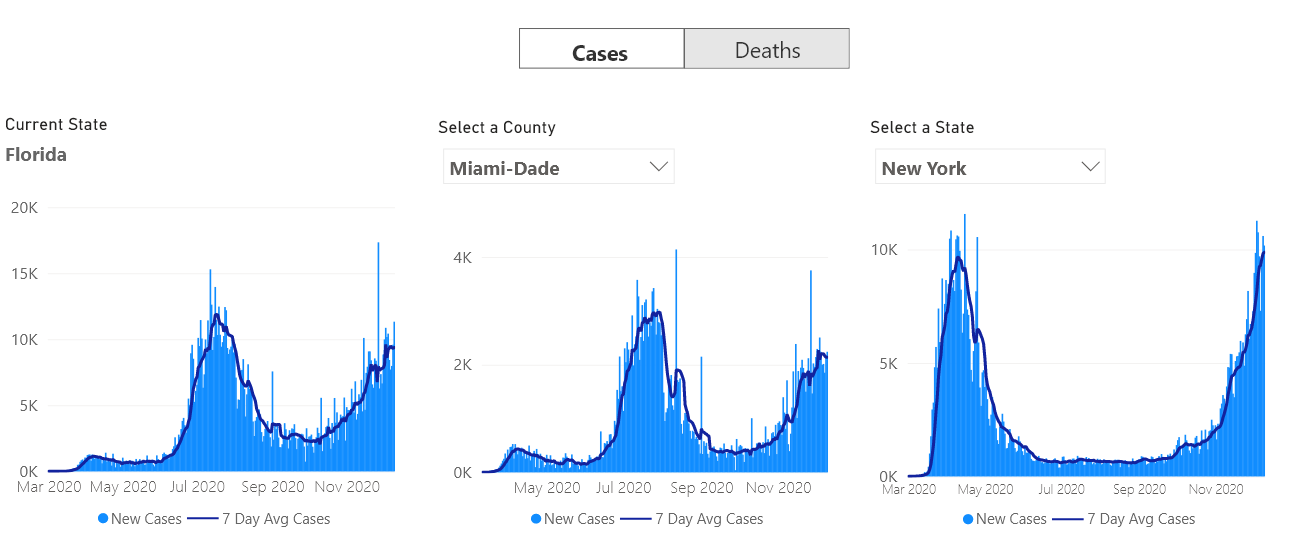 Cases Deaths
Current State
Florida
Select a County
Miami-Dade
Select a State
New York
20K
15K
10K
5K
0K
Mar 2020 May 2020 Jul 2020 Sep 2020 Nov 2020
New Cases 7 Day Avg Cases
4K
2K
0K
May 2020 Jul 2020 Sep 2020 Nov 2020
New Cases 7 Day Avg Cases
10K
5K
0K
Mar 2020 May 2020 Jul 2020 Sep 2020 Nov 2020
New Cases 7 Day Avg Cases